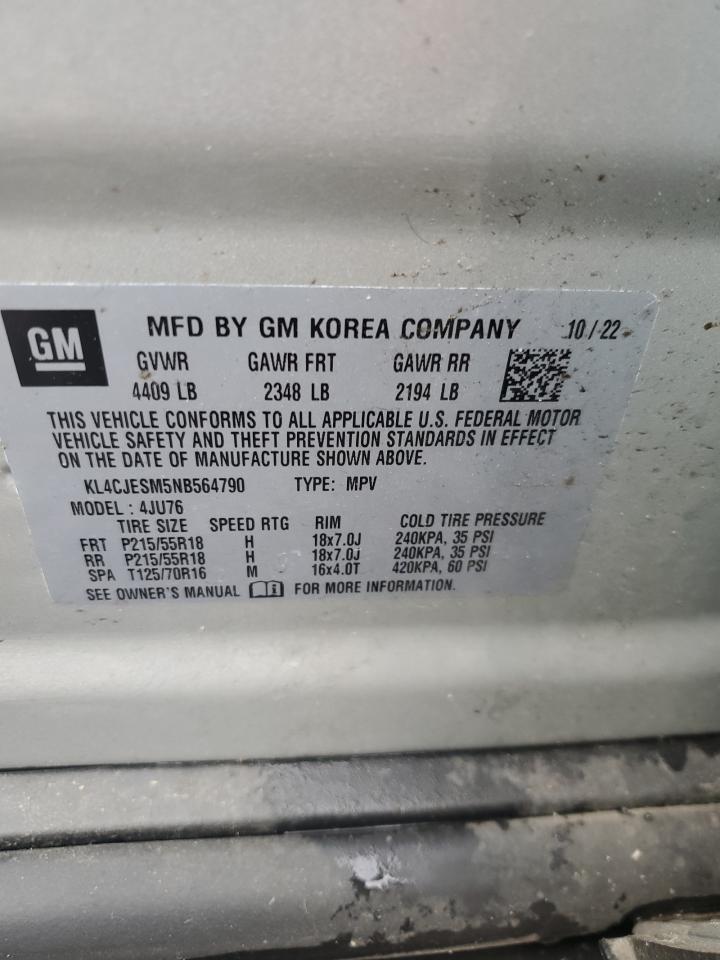 GM MFD BY GM KOREA COMPANY 10/22
GVWR GAWR FRT GAWR RR
4409 LB 2348 LB 2194 LB
THIS VEHICLE CONFORMS TO ALL APPLICABLE U.S. FEDERAL MOTOR
VEHICLE SAFETY AND THEFT PREVENTION STANDARDS IN EFFECT
ON THE DATE OF MANUFACTURE SHOWN ABOVE.
KL4CJESM5NB564790 TYPE: MPV
MODEL : 4JU76
TIRE SIZE SPEED RTG RIM COLD TIRE PRESSURE
FRT P215/55R18 H 18x7.0J 240KPA, 35 PSI
RR P215/55R18 H 18x7.0J 240KPA, 35 PSI
SPA T125/70R16 M 16x4.0T 420KPA, 60 PSI
SEE OWNER'S MANUAL i FOR MORE INFORMATION.